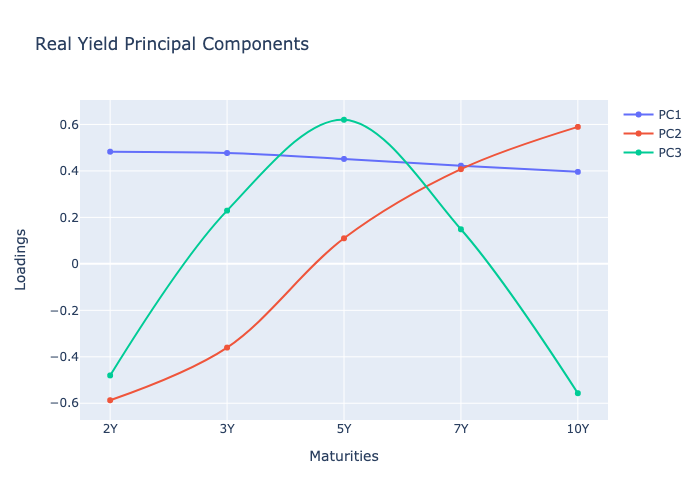 Real Yield Principal Components
PC1
PC2
PC3
Loadings
0.6
0.4
0.2
0
−0.2
−0.4
−0.6
2Y
3Y
5Y
7Y
10Y
Maturities